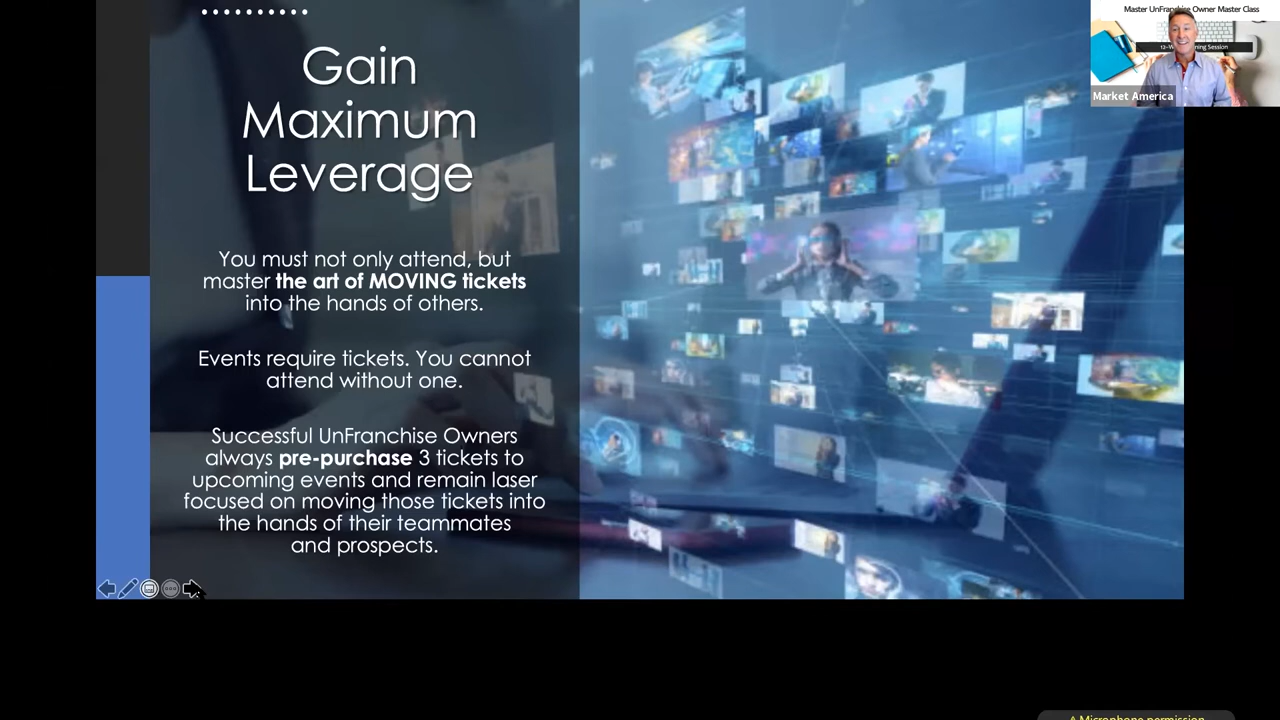 Gain
Maximum
Leverage
You must not only attend, but
master the art of MOVING tickets
into the hands of others.
Events require tickets. You cannot
attend without one.
Successful UnFranchise Owners
always pre-purchase 3 tickets to
upcoming events and remain laser
focused on moving those tickets into
the hands of their teammates
and prospects.
Master UnFranchise Owner Master Class
Session
Market America
A Microphone permission